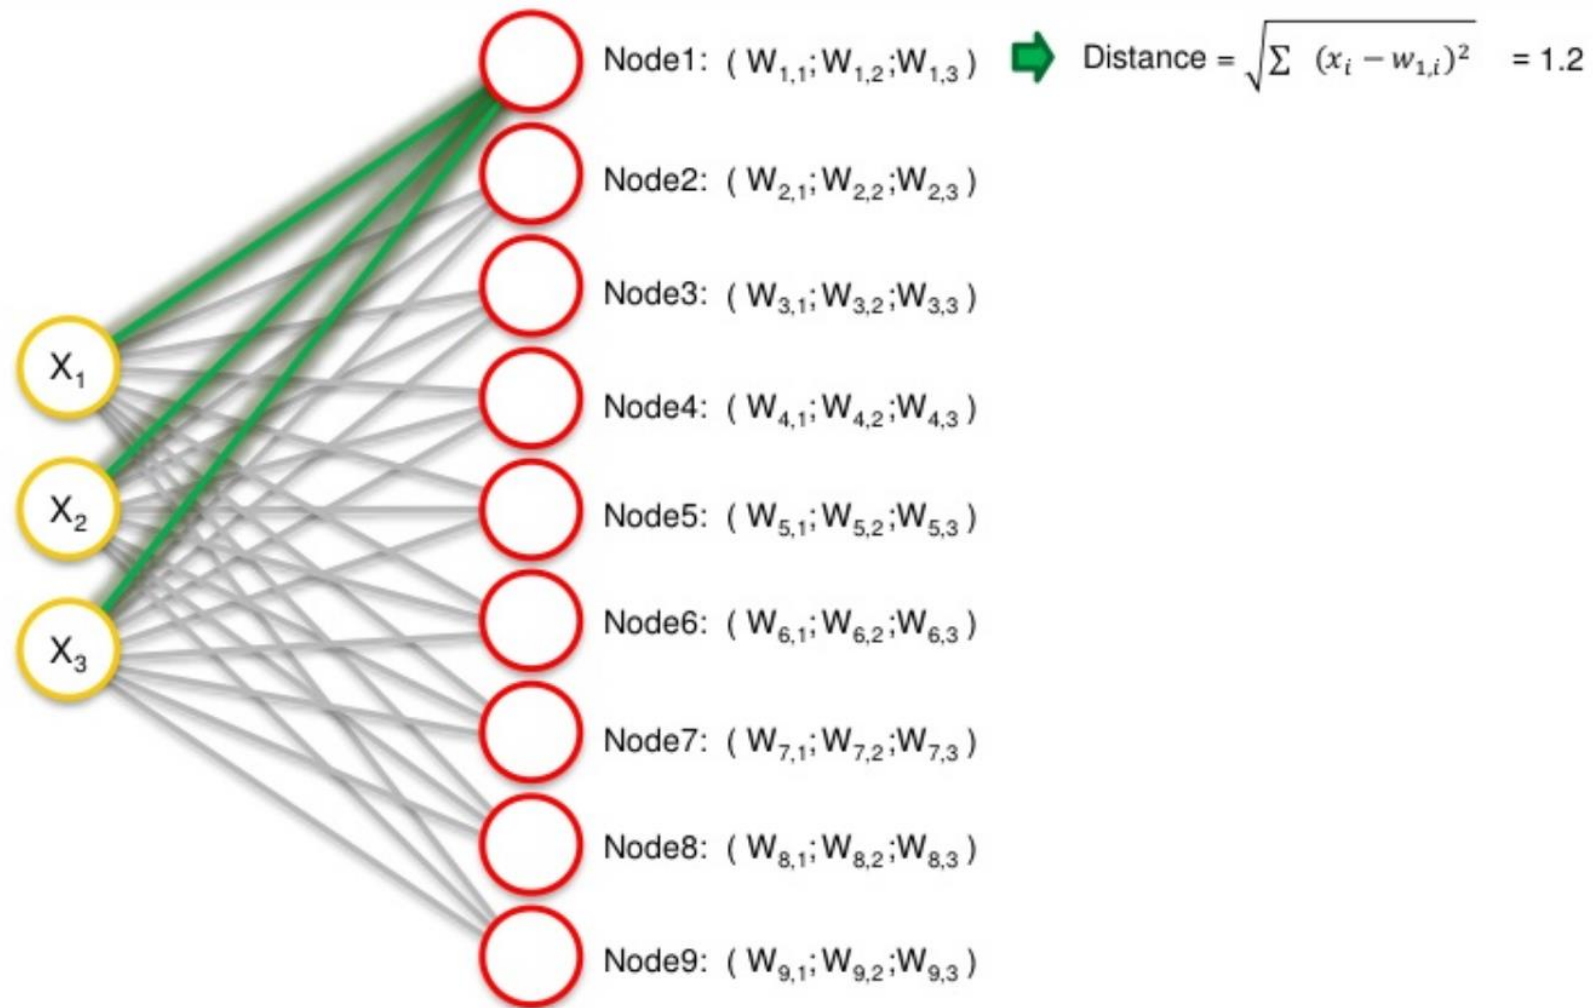 Node1: ( W₁,₁; W₁,₂; W₁,₃ ) Distance = √∑ (xᵢ − w₁,ᵢ)² = 1.2
Node2: ( W₂,₁; W₂,₂; W₂,₃ )
Node3: ( W₃,₁; W₃,₂; W₃,₃ )
X₁
Node4: ( W₄,₁; W₄,₂; W₄,₃ )
X₂
Node5: ( W₅,₁; W₅,₂; W₅,₃ )
Node6: ( W₆,₁; W₆,₂; W₆,₃ )
X₃
Node7: ( W₇,₁; W₇,₂; W₇,₃ )
Node8: ( W₈,₁; W₈,₂; W₈,₃ )
Node9: ( W₉,₁; W₉,₂; W₉,₃ )